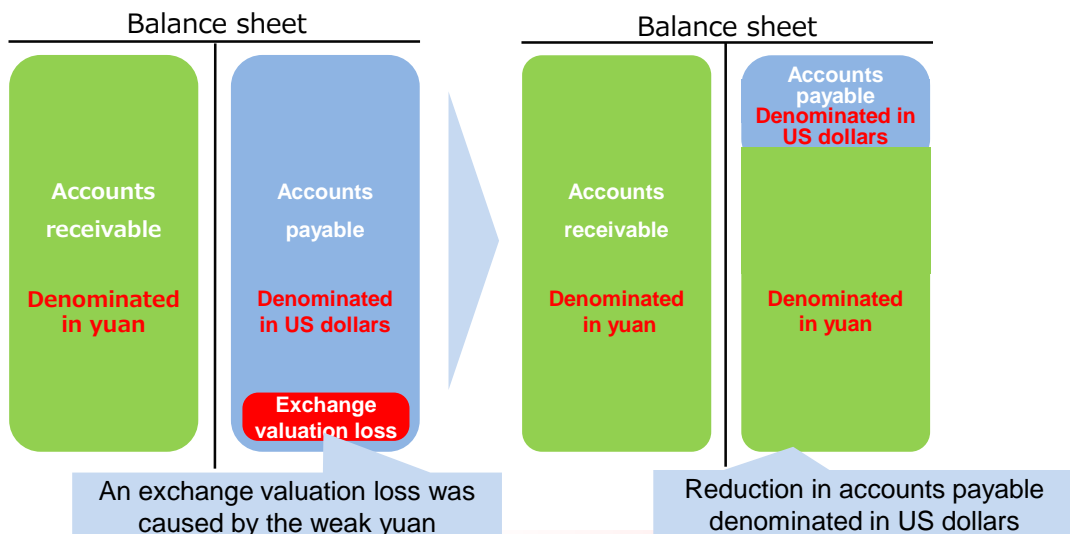 Balance sheet
Accounts
receivable
Denominated
in yuan
Accounts
payable
Denominated
in US dollars
Exchange
valuation loss
An exchange valuation loss was
caused by the weak yuan
Balance sheet
Accounts
receivable
Denominated
in yuan
Accounts
payable
Denominated in
US dollars
Denominated
in yuan
Reduction in accounts payable
denominated in US dollars